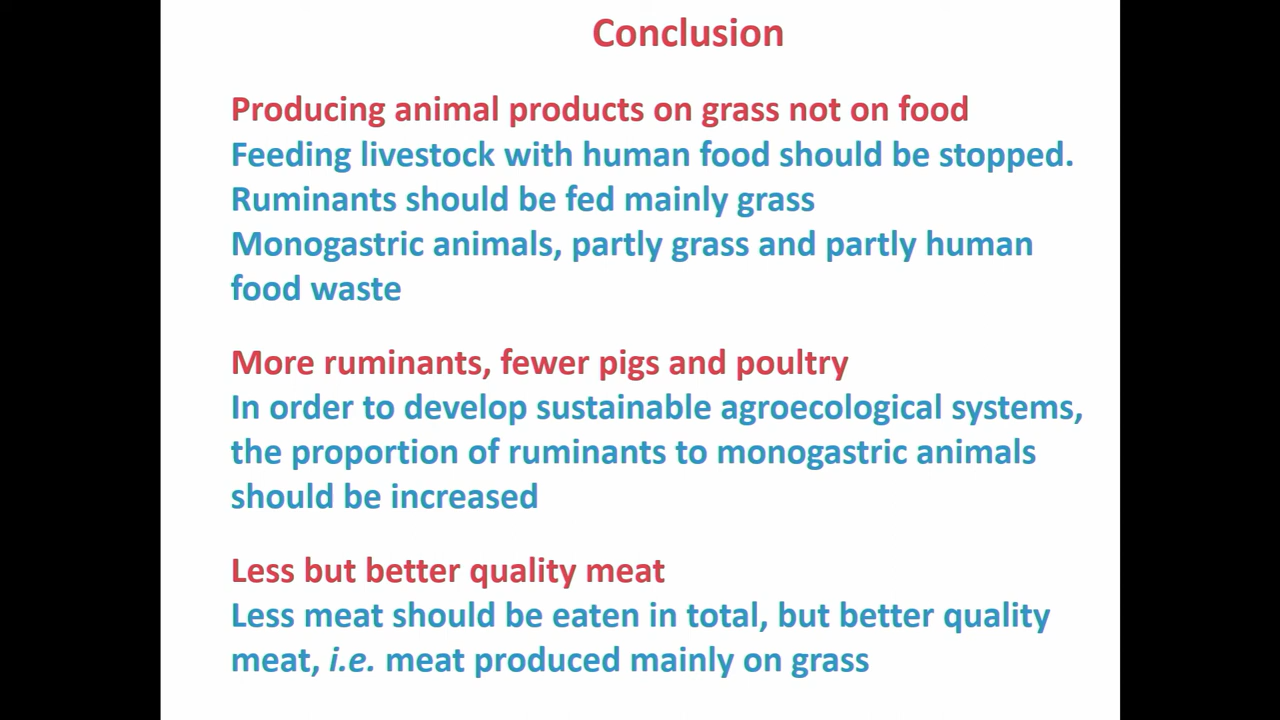 Conclusion
Producing animal products on grass not on food
Feeding livestock with human food should be stopped.
Ruminants should be fed mainly grass
Monogastric animals, partly grass and partly human
food waste
More ruminants, fewer pigs and poultry
In order to develop sustainable agroecological systems,
the proportion of ruminants to monogastric animals
should be increased
Less but better quality meat
Less meat should be eaten in total, but better quality
meat, i.e. meat produced mainly on grass